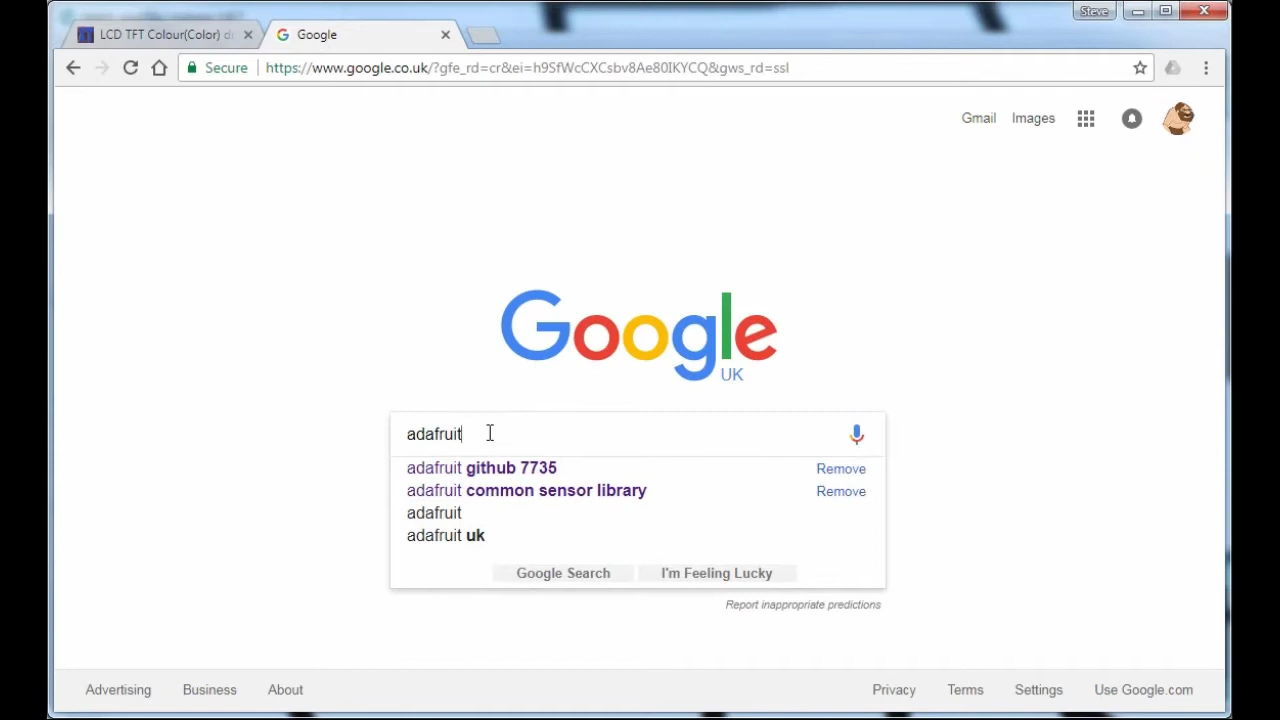 Steve
LCD TFT Colour(Color) d
Google
Secure https://www.google.co.uk/?gfe_rd=cr&ei=h9SfWcCXCsbv8Ae80IKYCQ&gws_rd=ssl
Gmail Images
Google
UK
adafruit
adafruit github 7735 Remove
adafruit common sensor library Remove
adafruit
adafruit uk
Google Search I'm Feeling Lucky
Report inappropriate predictions
Advertising Business About Privacy Terms Settings Use Google.com